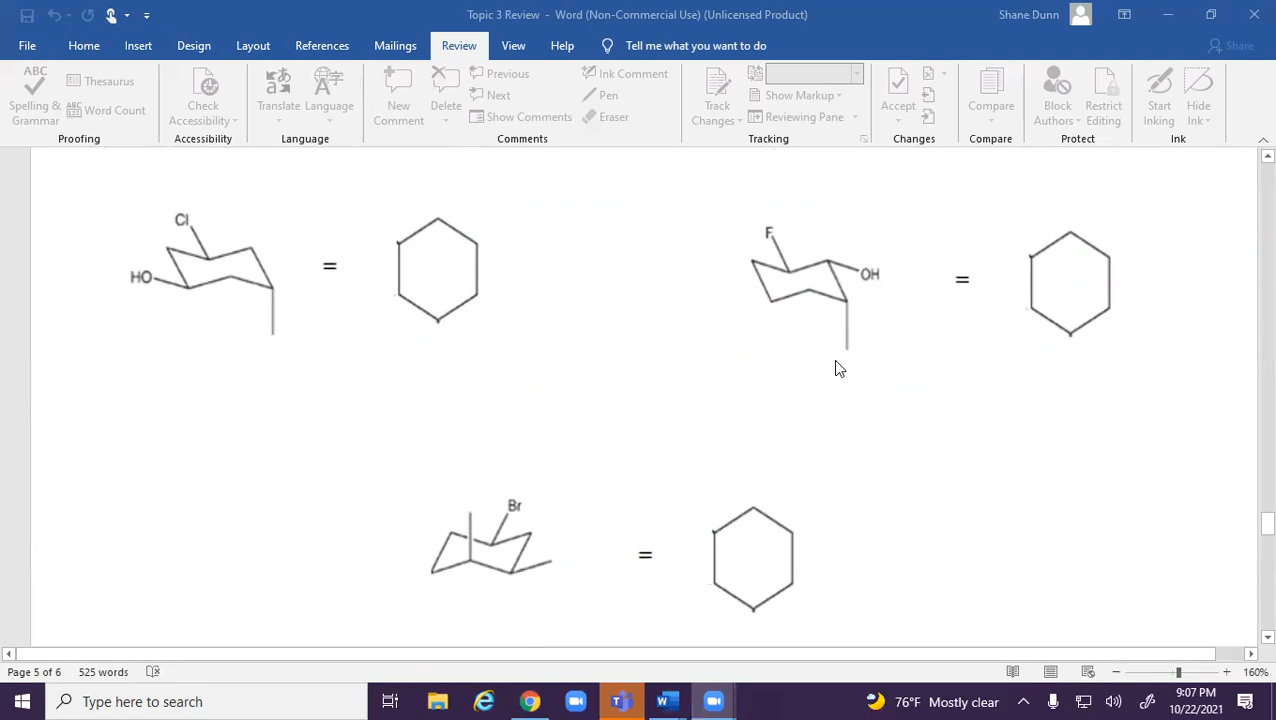 Topic 3 Review - Word (Non-Commercial Use) (Unlicensed Product)
Shane Dunn
File Home Insert Design Layout References Mailings Review View Help Tell me what you want to do Share
ABC
Spelling & Grammar
Thesaurus
ABC
123
Word Count
Proofing
Check Accessibility
Accessibility
Translate
Language
Language
New Comment
Delete
Previous
Next
Show Comments
Comments
Ink Comment
Pen
Eraser
Track Changes
Show Markup
Reviewing Pane
Tracking
Accept
Changes
Compare
Compare
Block Authors
Restrict Editing
Protect
Start Inking
Hide Ink
Ink
Cl
HO
=
F
OH
=
Br
=
Page 5 of 6 525 words
160%
Type here to search
76°F Mostly clear
9:07 PM
10/22/2021